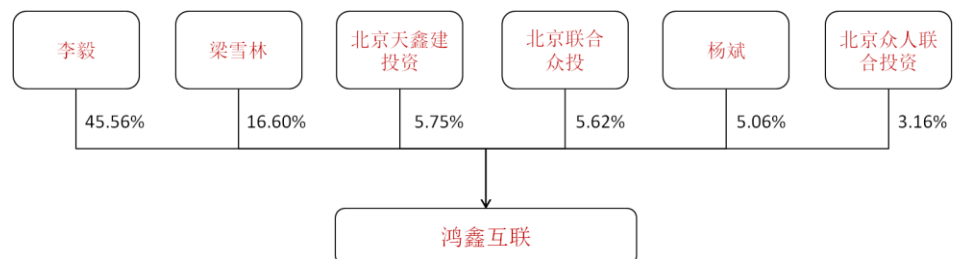 李毅
梁雪林
北京天鑫建
投资
北京联合
众投
杨斌
北京众人联
合投资
45.56%
16.60%
5.75%
5.62%
5.06%
3.16%
鸿鑫互联